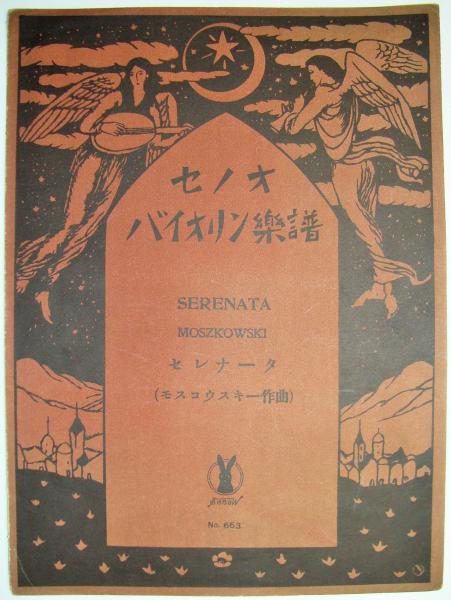 セノオ
バイオリン樂譜
SERENATA
MOSZKOWSKI
セレナータ
(モスコウスキー作曲)
No. 663